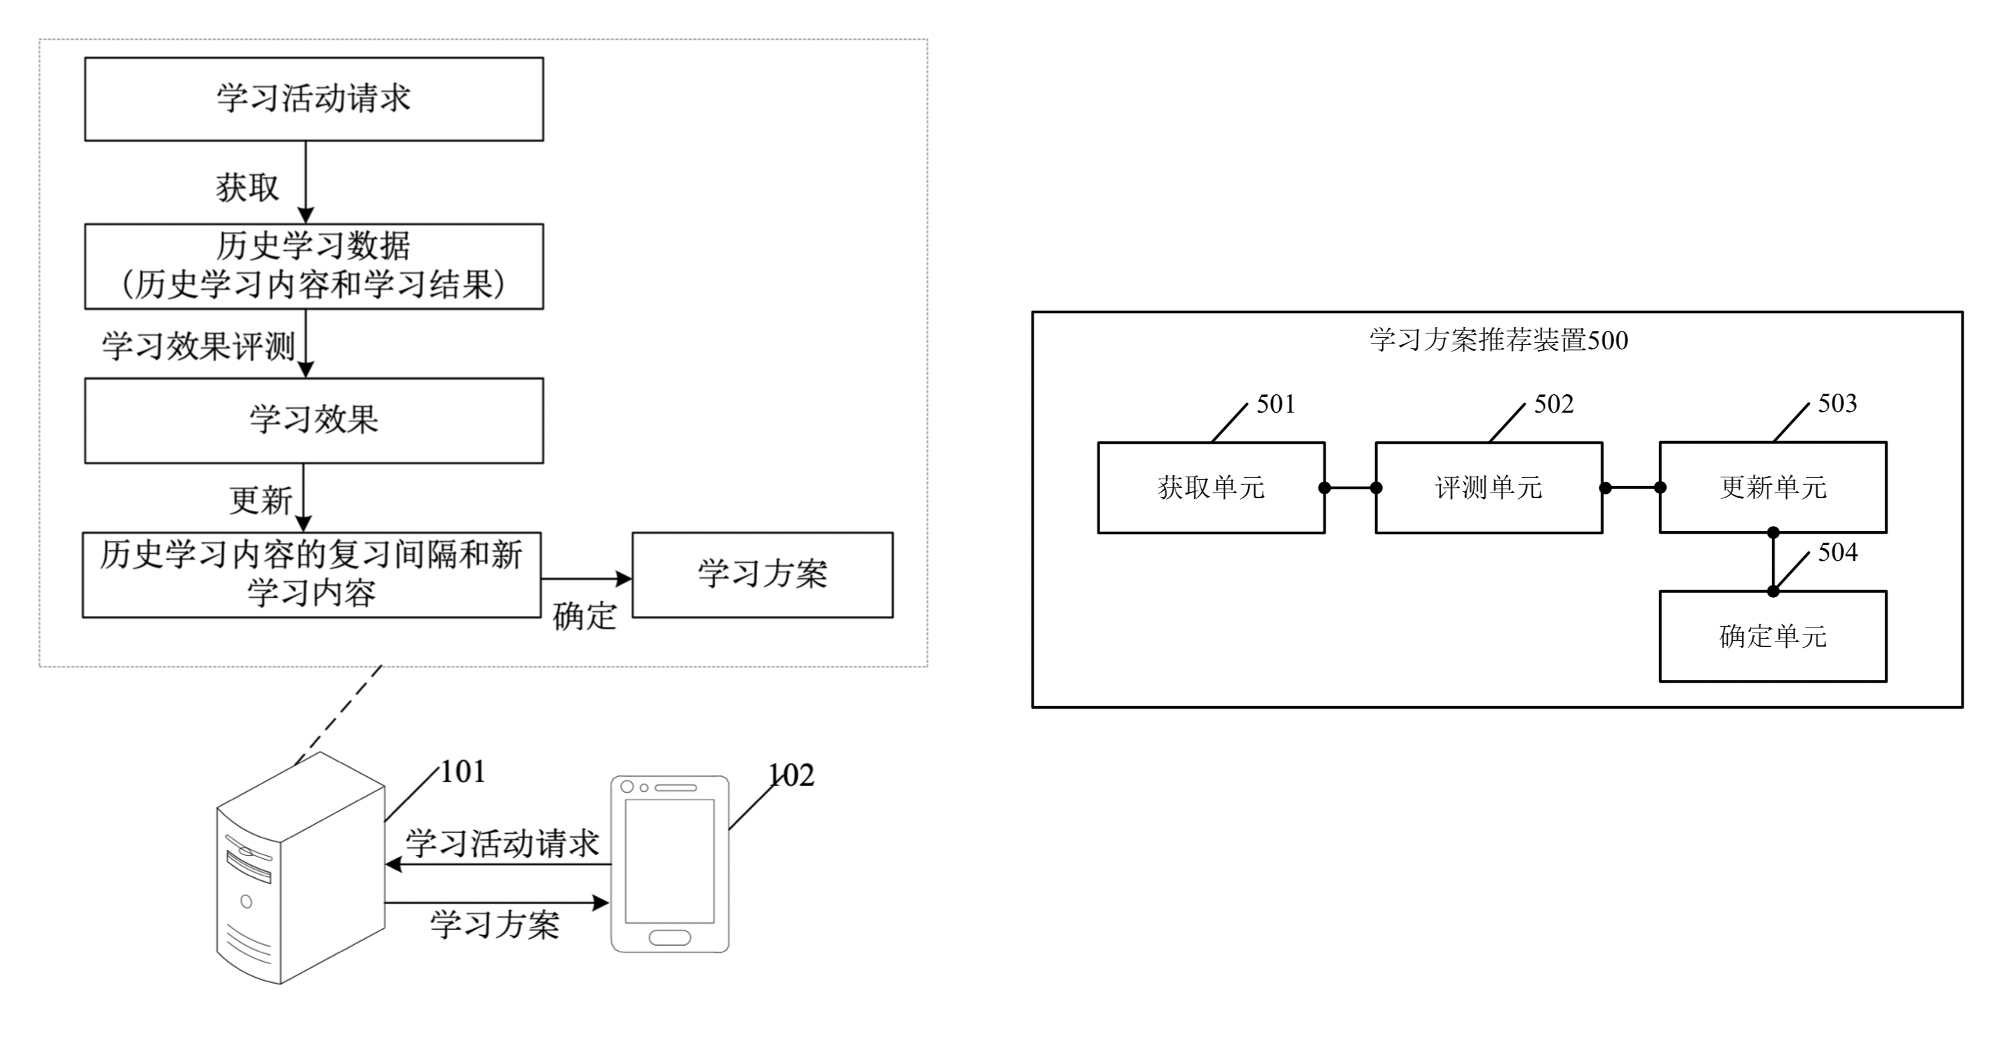 学习活动请求
获取
历史学习数据
(历史学习内容和学习结果)
学习效果评测
学习效果
更新
历史学习内容的复习间隔和新
学习内容
确定
学习方案
101
102
学习活动请求
学习方案
学习方案推荐装置500
501
502
503
获取单元
评测单元
更新单元
504
确定单元